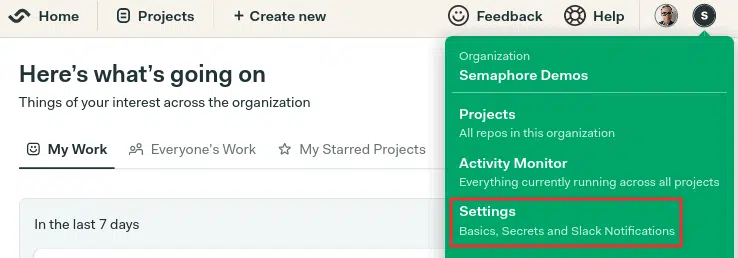 Home
Projects
+ Create new
Feedback
Help
S
Here's what's going on
Things of your interest across the organization
My Work
Everyone's Work
My Starred Projects
In the last 7 days
Organization
Semaphore Demos
Projects
All repos in this organization
Activity Monitor
Everything currently running across all projects
Settings
Basics, Secrets and Slack Notifications